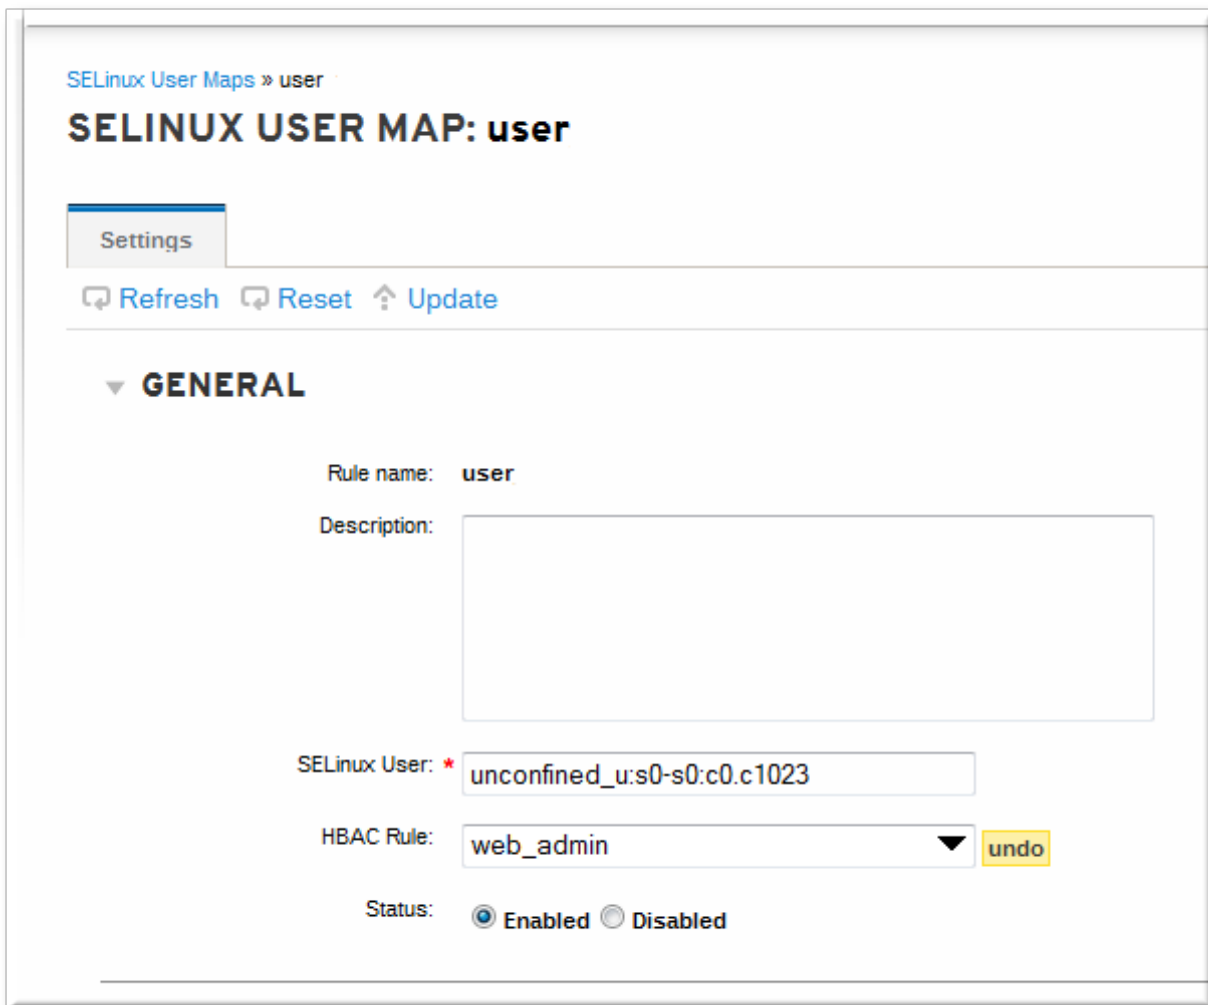 SELinux User Maps » user
SELINUX USER MAP: user
Settings
Refresh Reset Update
GENERAL
Rule name: user
Description:
SELinux User: * unconfined_u:s0-s0:c0.c1023
HBAC Rule: web_admin undo
Status: Enabled Disabled